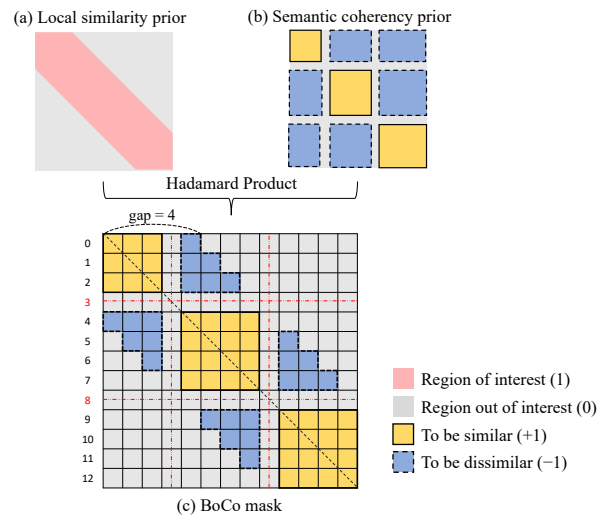 (a) Local similarity prior
(b) Semantic coherency prior
Hadamard Product
gap = 4
0
1
2
3
4
5
6
7
8
9
10
11
12
Region of interest (1)
Region out of interest (0)
To be similar (+1)
To be dissimilar (−1)
(c) BoCo mask